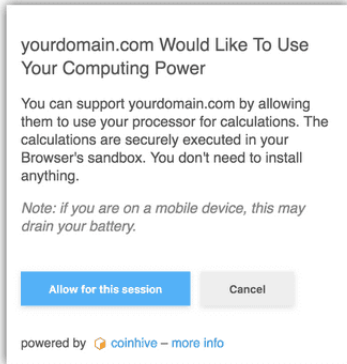 yourdomain.com Would Like To Use
Your Computing Power
You can support yourdomain.com by allowing
them to use your processor for calculations. The
calculations are securely executed in your
Browser's sandbox. You don't need to install
anything.
Note: if you are on a mobile device, this may
drain your battery.
Allow for this session Cancel
powered by coinhive – more info